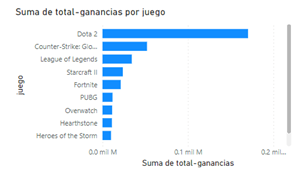 Suma de total-ganancias por juego
juego
Dota 2
Counter-Strike: Glo...
League of Legends
Starcraft II
Fortnite
PUBG
Overwatch
Hearthstone
Heroes of the Storm
0.0 mil M
0.1 mil M
0.2 mil...
Suma de total-ganancias